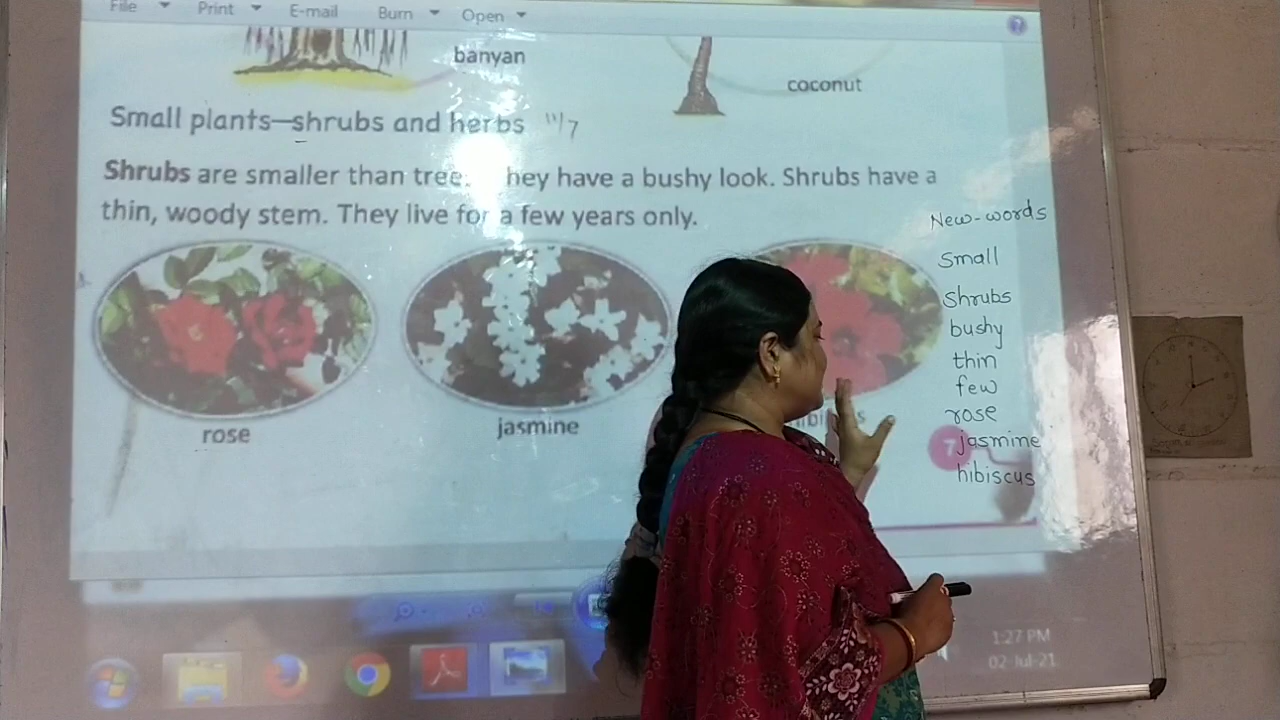 File Print E-mail Burn Open
banyan
coconut
Small plants—shrubs and herbs
Shrubs are smaller than tree. hey have a bushy look. Shrubs have a
thin, woody stem. They live for a few years only.
rose
jasmine
7
New-words
Small
Shrubs
bushy
thin
few
rose
jasmine
hibiscus
1:27 PM
02-Jul-21